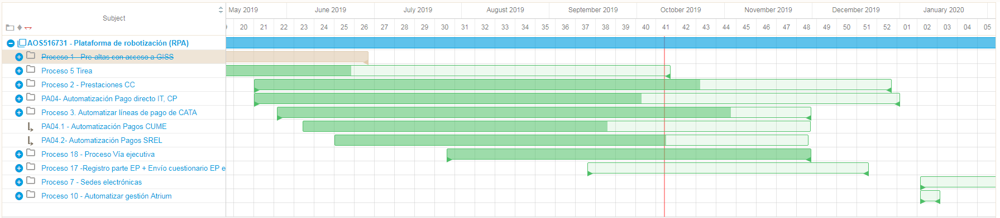 Subject
May 2019 June 2019 July 2019 August 2019 September 2019 October 2019 November 2019 December 2019 January 2020
20 21 22 23 24 25 26 27 28 29 30 31 32 33 34 35 36 37 38 39 40 41 42 43 44 45 46 47 48 49 50 51 52 01 02 03 04 05
AOS516731 - Plataforma de robotización (RPA)
Proceso 1 - Pre-altas con acceso a GISS
Proceso 5 Tirea
Proceso 2 - Prestaciones CC
PA04- Automatización Pago directo IT, CP
Proceso 3. Automatizar líneas de pago de CATA
PA04.1 - Automatización Pagos CUME
PA04.2- Automatización Pagos SREL
Proceso 18 - Proceso Vía ejecutiva
Proceso 17 -Registro parte EP + Envío cuestionario EP e
Proceso 7 - Sedes electrónicas
Proceso 10 - Automatizar gestión Atrium